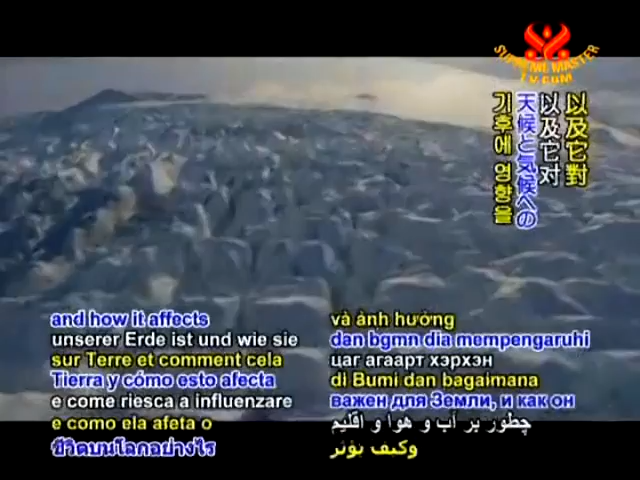 SUPREME MASTER
TV.COM
以及它對
以及它对
天候と気候への
기후에 영향을
and how it affects
unserer Erde ist und wie sie
sur Terre et comment cela
Tierra y cómo esto afecta
e come riesca a influenzare
e como ela afeta o
ชีวิตบนโลกอย่างไร
và ảnh hưởng
dan bgmn dia mempengaruhi
цаг агаарт хэрхэн
di Bumi dan bagaimana
важен для Земли, и как он
چطور بر آب و هوا و اقلیم
وكيف يؤثر